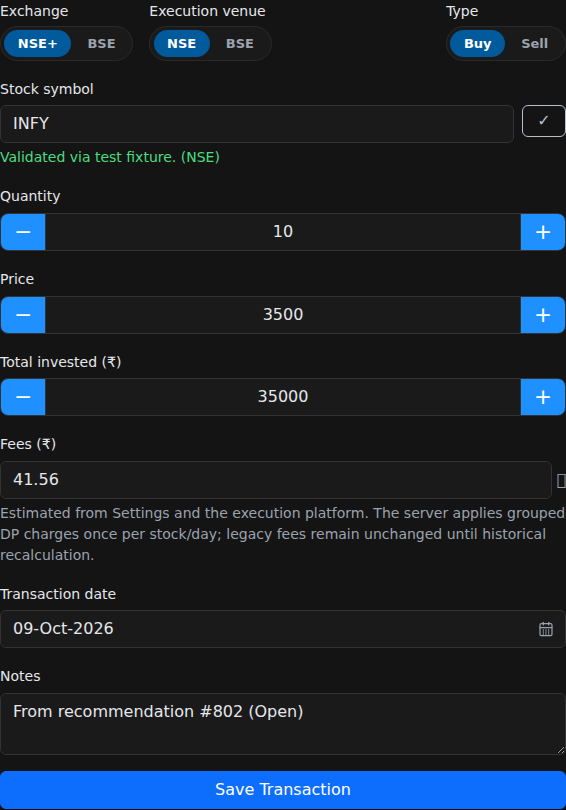 Exchange Execution venue Type
NSE+ BSE NSE BSE Buy Sell
Stock symbol
INFY ✓
Validated via test fixture. (NSE)
Quantity
− 10 +
Price
− 3500 +
Total invested (₹)
− 35000 +
Fees (₹)
41.56
Estimated from Settings and the execution platform. The server applies grouped
DP charges once per stock/day; legacy fees remain unchanged until historical
recalculation.
Transaction date
09-Oct-2026
Notes
From recommendation #802 (Open)
Save Transaction